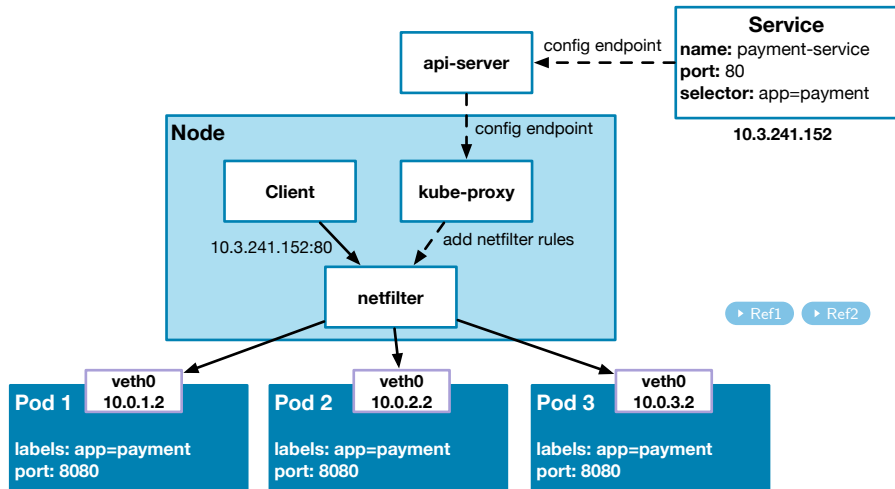 Service
name: payment-service
port: 80
selector: app=payment
10.3.241.152
config endpoint
api-server
config endpoint
Node
Client
kube-proxy
10.3.241.152:80
add netfilter rules
netfilter
Ref1
Ref2
veth0
10.0.1.2
Pod 1
labels: app=payment
port: 8080
veth0
10.0.2.2
Pod 2
labels: app=payment
port: 8080
veth0
10.0.3.2
Pod 3
labels: app=payment
port: 8080